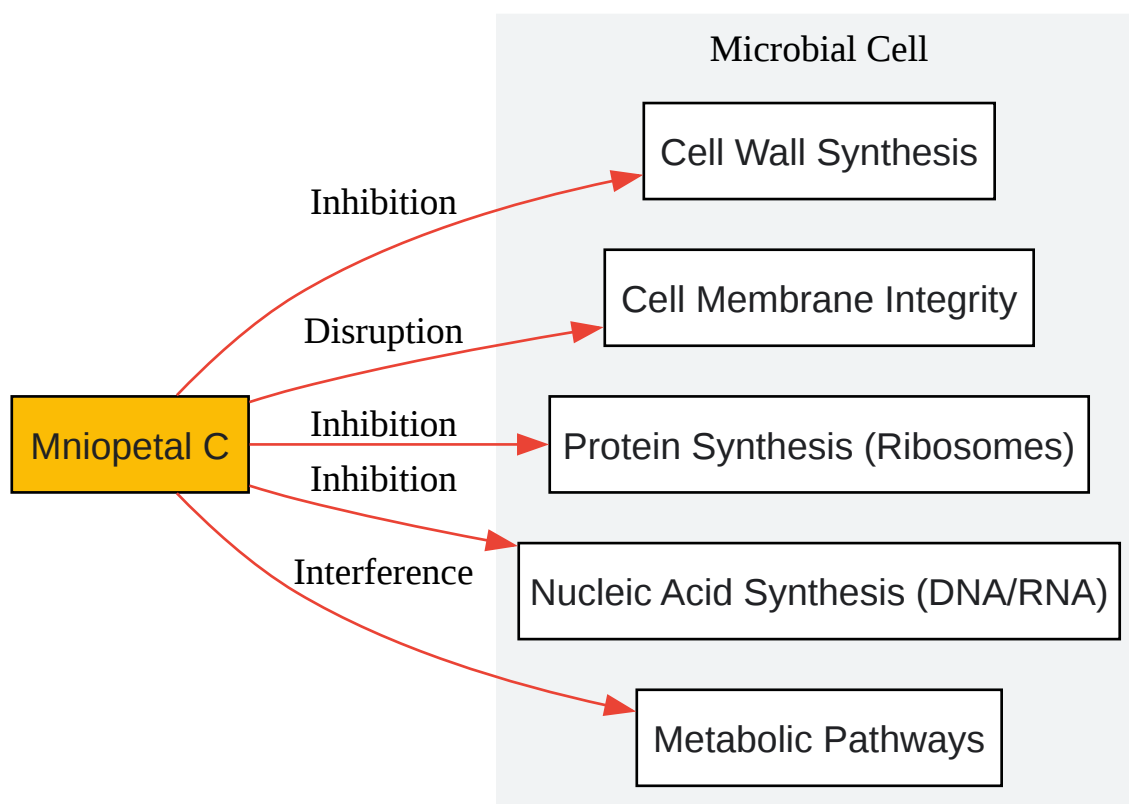 Microbial Cell
Cell Wall Synthesis
Inhibition
Cell Membrane Integrity
Disruption
Inhibition
Mniopetal C
Protein Synthesis (Ribosomes)
Inhibition
Interference
Nucleic Acid Synthesis (DNA/RNA)
Metabolic Pathways